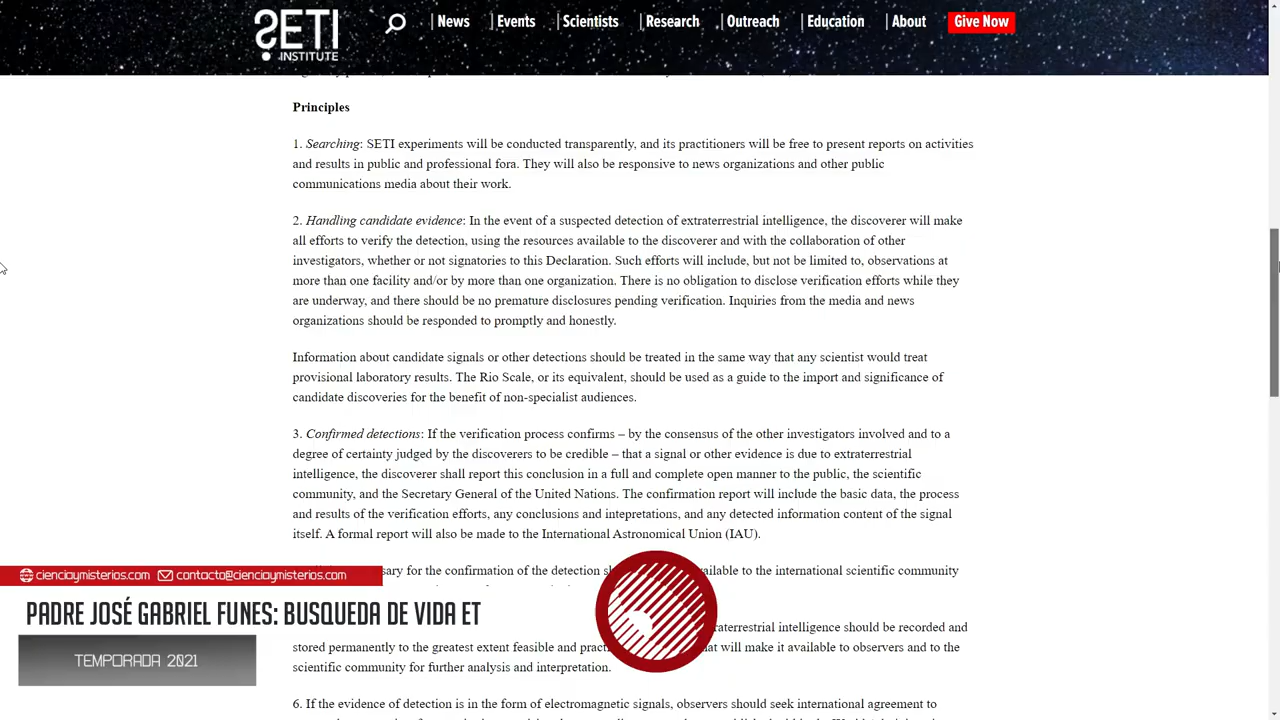 SETI
INSTITUTE
News
Events
Scientists
Research
Outreach
Education
About
Give Now
Principles
1. Searching: SETI experiments will be conducted transparently, and its practitioners will be free to present reports on activities
and results in public and professional fora. They will also be responsive to news organizations and other public
communications media about their work.
2. Handling candidate evidence: In the event of a suspected detection of extraterrestrial intelligence, the discoverer will make
all efforts to verify the detection, using the resources available to the discoverer and with the collaboration of other
investigators, whether or not signatories to this Declaration. Such efforts will include, but not be limited to, observations at
more than one facility and/or by more than one organization. There is no obligation to disclose verification efforts while they
are underway, and there should be no premature disclosures pending verification. Inquiries from the media and news
organizations should be responded to promptly and honestly.
Information about candidate signals or other detections should be treated in the same way that any scientist would treat
provisional laboratory results. The Rio Scale, or its equivalent, should be used as a guide to the import and significance of
candidate discoveries for the benefit of non-specialist audiences.
3. Confirmed detections: If the verification process confirms – by the consensus of the other investigators involved and to a
degree of certainty judged by the discoverers to be credible – that a signal or other evidence is due to extraterrestrial
intelligence, the discoverer shall report this conclusion in a full and complete open manner to the public, the scientific
community, and the Secretary General of the United Nations. The confirmation report will include the basic data, the process
and results of the verification efforts, any conclusions and intepretations, and any detected information content of the signal
itself. A formal report will also be made to the International Astronomical Union (IAU).
for the confirmation of the detection to the international scientific community
cienciaymisterios.com contacto@cienciaymisterios.com
PADRE JOSÉ GABRIEL FUNES: BUSQUEDA DE VIDA ET
TEMPORADA 2021
intelligence should be recorded and
stored permanently to the greatest extent feasible and will make it available to observers and to the
scientific community for further analysis and interpretation.
6. If the evidence of detection is in the form of electromagnetic signals, observers should seek international agreement to